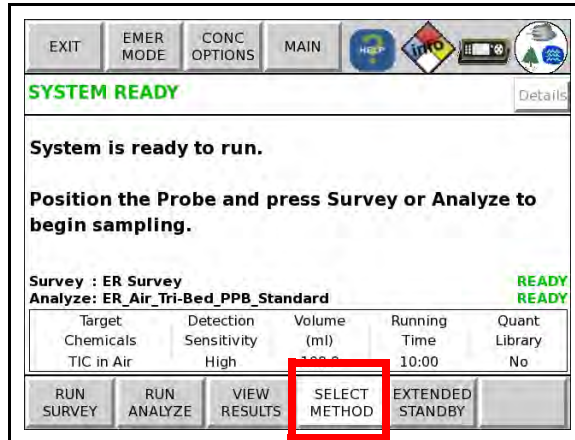 EXIT EMER CONC MAIN HELP info
MODE OPTIONS
SYSTEM READY Details
System is ready to run.
Position the Probe and press Survey or Analyze to
begin sampling.
Survey : ER Survey READY
Analyze: ER_Air_Tri-Bed_PPB_Standard READY
Target Detection Volume Running Quant
Chemicals Sensitivity (ml) Time Library
TIC in Air High 10:00 No
RUN RUN VIEW SELECT EXTENDED
SURVEY ANALYZE RESULTS METHOD STANDBY